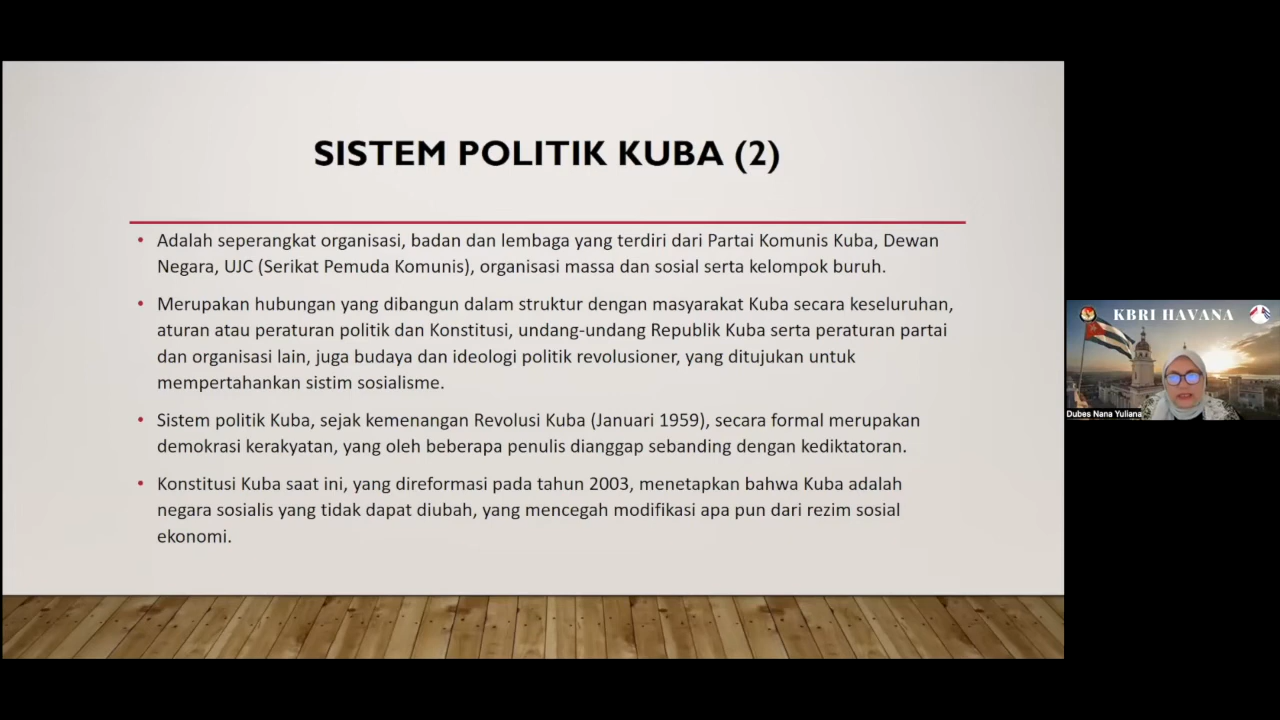 SISTEM POLITIK KUBA (2)
• Adalah seperangkat organisasi, badan dan lembaga yang terdiri dari Partai Komunis Kuba, Dewan
Negara, UJC (Serikat Pemuda Komunis), organisasi massa dan sosial serta kelompok buruh.
• Merupakan hubungan yang dibangun dalam struktur dengan masyarakat Kuba secara keseluruhan,
aturan atau peraturan politik dan Konstitusi, undang-undang Republik Kuba serta peraturan partai
dan organisasi lain, juga budaya dan ideologi politik revolusioner, yang ditujukan untuk
mempertahankan sistim sosialisme.
• Sistem politik Kuba, sejak kemenangan Revolusi Kuba (Januari 1959), secara formal merupakan
demokrasi kerakyatan, yang oleh beberapa penulis dianggap sebanding dengan kediktatoran.
• Konstitusi Kuba saat ini, yang direformasi pada tahun 2003, menetapkan bahwa Kuba adalah
negara sosialis yang tidak dapat diubah, yang mencegah modifikasi apa pun dari rezim sosial
ekonomi.
KBRI HAVANA
Dubes Nana Yuliana